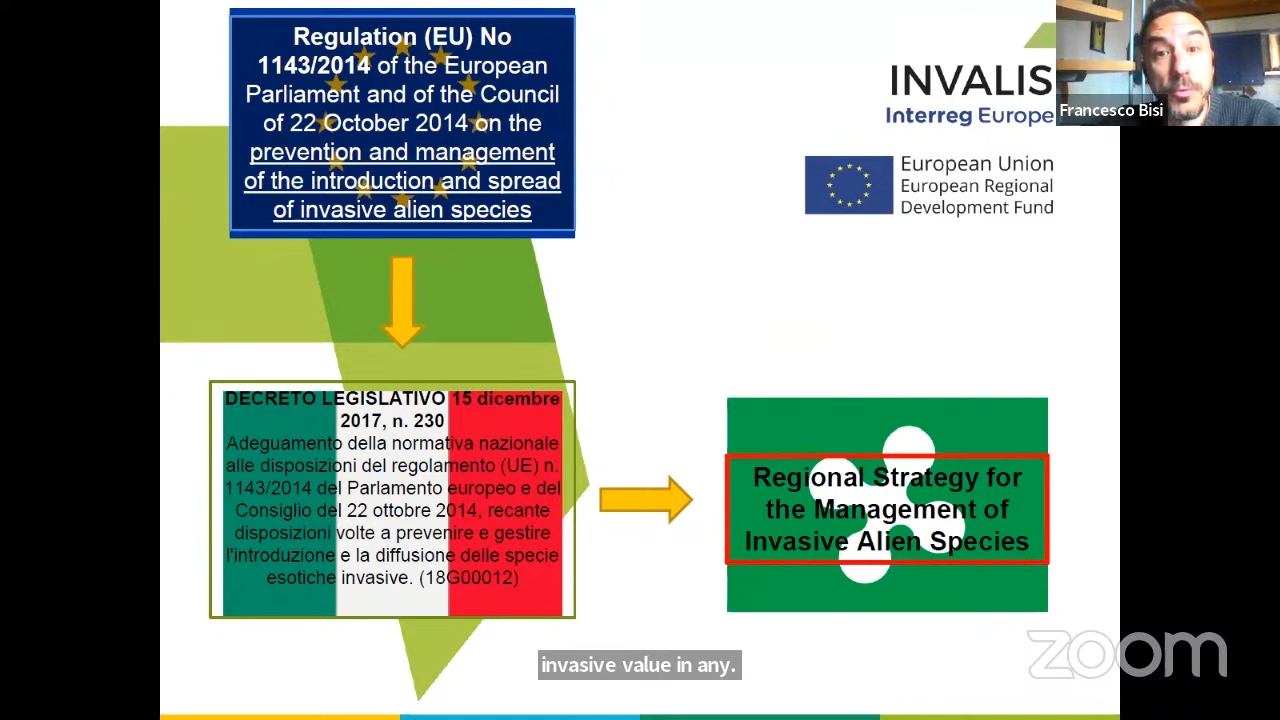 Regulation (EU) No
1143/2014 of the European
Parliament and of the Council
of 22 October 2014 on the
prevention and management
of the introduction and spread
of invasive alien species
INVALIS
Interreg Europe
Francesco Bisi
European Union
European Regional
Development Fund
DECRETO LEGISLATIVO 15 dicembre
2017, n. 230
Adeguamento della normativa nazionale
alle disposizioni del regolamento (UE) n.
1143/2014 del Parlamento europeo e del
Consiglio del 22 ottobre 2014, recante
disposizioni volte a prevenire e gestire
l'introduzione e la diffusione delle specie
esotiche invasive. (18G00012)
Regional Strategy for
the Management of
Invasive Alien Species
invasive value in any.
zoom